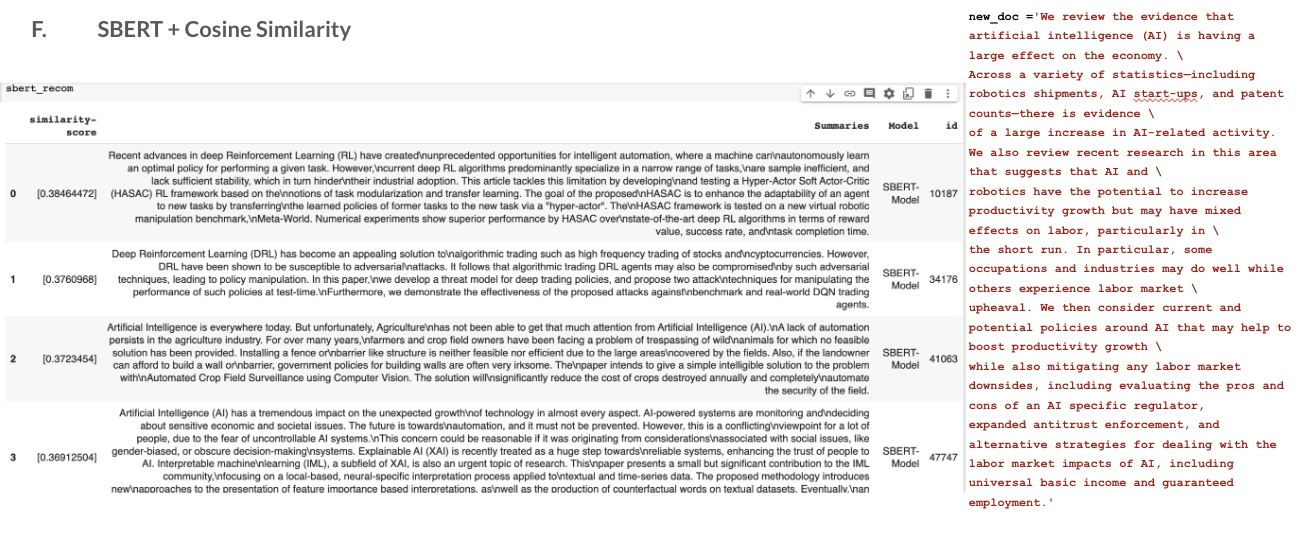 F. SBERT + Cosine Similarity
sbert_recom
similarity-
score
Summaries Model id
0 [0.38464472] SBERT-
Model 10187
Recent advances in deep Reinforcement Learning (RL) have created\nunprecedented opportunities for intelligent automation, where a machine can\nautonomously learn
an optimal policy for performing a given task. However,\ncurrent deep RL algorithms predominantly specialize in a narrow range of tasks,\nare sample inefficient, and
lack sufficient stability, which in turn hinder\ntheir industrial adoption. This article tackles this limitation by developing\nand testing a Hyper-Actor Soft Actor-Critic
(HASAC) RL framework based on the\nnotions of task modularization and transfer learning. The goal of the proposed\nHASAC is to enhance the adaptability of an agent
to new tasks by transferring\nthe learned policies of former tasks to the new task via a "hyper-actor". The\nHASAC framework is tested on a new virtual robotic
manipulation benchmark,\nMeta-World. Numerical experiments show superior performance by HASAC over\nstate-of-the-art deep RL algorithms in terms of reward
value, success rate, and\ntask completion time.
1 [0.3760968] SBERT-
Model 34176
Deep Reinforcement Learning (DRL) has become an appealing solution to\nalgorithmic trading such as high frequency trading of stocks and\ncyptocurrencies. However,
DRL have been shown to be susceptible to adversarial\nattacks. It follows that algorithmic trading DRL agents may also be compromised\nby such adversarial
techniques, leading to policy manipulation. In this paper,\nwe develop a threat model for deep trading policies, and propose two attack\ntechniques for manipulating the
performance of such policies at test-time.\nFurthermore, we demonstrate the effectiveness of the proposed attacks against\nbenchmark and real-world DQN trading
agents.
2 [0.3723454] SBERT-
Model 41063
Artificial Intelligence is everywhere today. But unfortunately, Agriculture\nhas not been able to get that much attention from Artificial Intelligence (AI).\nA lack of automation
persists in the agriculture industry. For over many years,\nfarmers and crop field owners have been facing a problem of trespassing of wild\nanimals for which no feasible
solution has been provided. Installing a fence or\nbarrier like structure is neither feasible nor efficient due to the large areas\ncovered by the fields. Also, if the landowner
can afford to build a wall or\nbarrier, government policies for building walls are often very irksome. The\npaper intends to give a simple intelligible solution to the problem
with\nAutomated Crop Field Surveillance using Computer Vision. The solution will\nsignificantly reduce the cost of crops destroyed annually and completely\nautomate
the security of the field.
3 [0.36912504] SBERT-
Model 47747
Artificial Intelligence (AI) has a tremendous impact on the unexpected growth\nof technology in almost every aspect. AI-powered systems are monitoring and\ndeciding
about sensitive economic and societal issues. The future is towards\nautomation, and it must not be prevented. However, this is a conflicting\nviewpoint for a lot of
people, due to the fear of uncontrollable AI systems.\nThis concern could be reasonable if it was originating from considerations\nassociated with social issues, like
gender-biased, or obscure decision-making\nsystems. Explainable AI (XAI) is recently treated as a huge step towards\nreliable systems, enhancing the trust of people to
AI. Interpretable machine\nlearning (IML), a subfield of XAI, is also an urgent topic of research. This\npaper presents a small but significant contribution to the IML
community,\nfocusing on a local-based, neural-specific interpretation process applied to\ntextual and time-series data. The proposed methodology introduces
new\napproaches to the presentation of feature importance based interpretations, as\nwell as the production of counterfactual words on textual datasets. Eventually,\nan
new_doc ='We review the evidence that
artificial intelligence (AI) is having a
large effect on the economy. \
Across a variety of statistics—including
robotics shipments, AI start-ups, and patent
counts—there is evidence \
of a large increase in AI-related activity.
We also review recent research in this area
that suggests that AI and \
robotics have the potential to increase
productivity growth but may have mixed
effects on labor, particularly in \
the short run. In particular, some
occupations and industries may do well while
others experience labor market \
upheaval. We then consider current and
potential policies around AI that may help to
boost productivity growth \
while also mitigating any labor market
downsides, including evaluating the pros and
cons of an AI specific regulator,
expanded antitrust enforcement, and
alternative strategies for dealing with the
labor market impacts of AI, including
universal basic income and guaranteed
employment.'